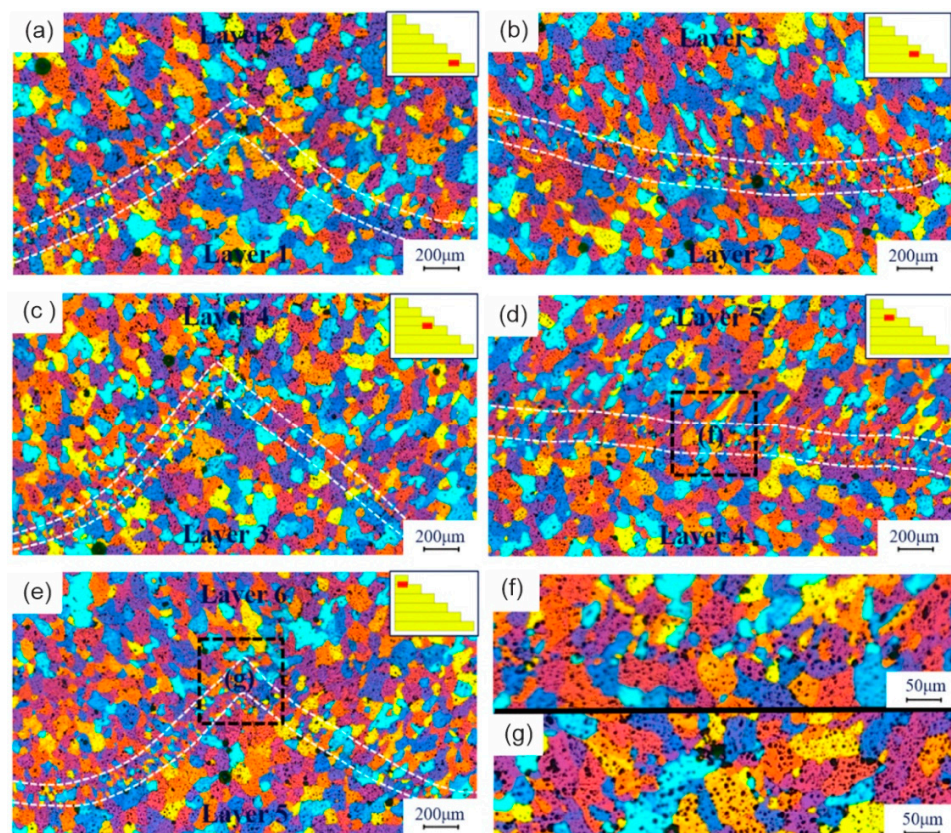 (a)
Layer 2
Layer 1
200μm
(b)
Layer 3
Layer 2
200μm
(c)
Layer 4
Layer 3
200μm
(d)
Layer 5
(f)
Layer 4
200μm
(e)
Layer 6
(g)
Layer 5
200μm
(f)
50μm
(g)
50μm